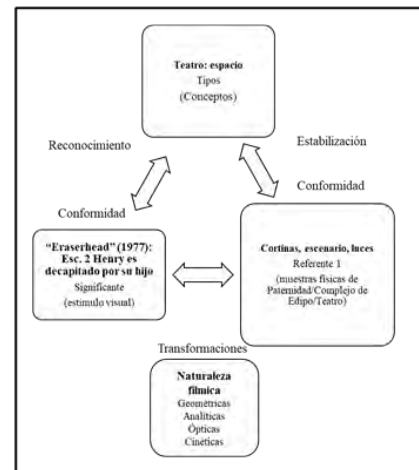 Teatro: espacio
Tipos
(Conceptos)
Reconocimiento
Estabilización
Conformidad
Conformidad
"Eraserhead" (1977):
Esc. 2 Henry es
decapitado por su hijo
Significante
(estimulo visual)
Cortinas, escenario, luces
Referente 1
(muestras físicas de
Paternidad/Complejo de
Edipo/Teatro)
Transformaciones
Naturaleza
fílmica
Geométricas
Analíticas
Ópticas
Cinéticas